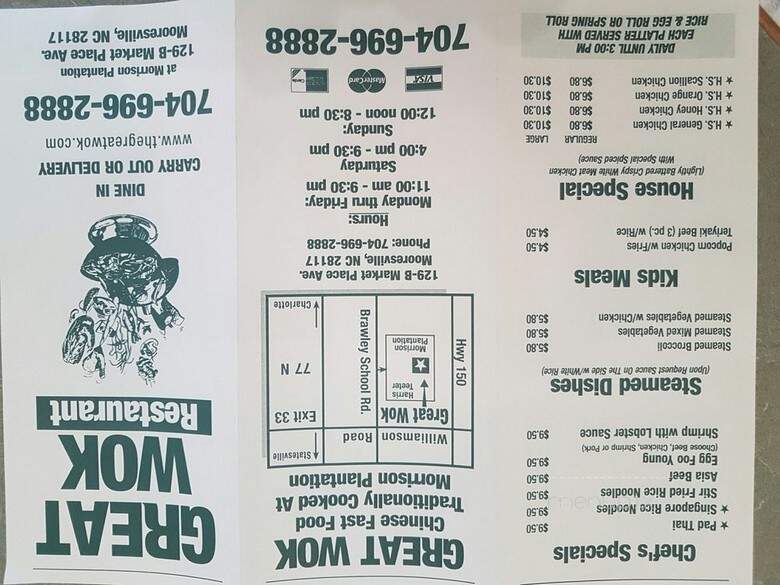 Chef's Specials
★ Pad Thai $9.50
★ Singapore Rice Noodles $9.50
Stir Fried Rice Noodles $9.50
Asia Beef $9.50
Egg Foo Young $9.50
(Choose Beef, Chicken, Shrimp or Pork)
Shrimp with Lobster Sauce $9.50
Steamed Dishes
(Upon Request Sauce On The Side w/White Rice)
Steamed Broccoli $5.80
Steamed Mixed Vegetables $5.80
Steamed Vegetables w/Chicken $5.80
Kids Meals
Popcorn Chicken w/Fries $4.50
Teriyaki Beef (3 pc.) w/Rice $4.50
House Special
(Lightly Battered Crispy White Meat Chicken
With Special Spiced Sauce)
REGULAR LARGE
★ H.S. General Chicken $6.80 $10.30
★ H.S. Honey Chicken $6.80 $10.30
★ H.S. Orange Chicken $6.80 $10.30
★ H.S. Scallion Chicken $6.80 $10.30
DAILY UNTIL 3:00 PM
EACH PLATTER SERVED WITH
RICE & EGG ROLL OR SPRING ROLL
GREAT WOK
Chinese Fast Food
Traditionally Cooked At
Morrison Plantation
Williamson Road
Statesville
Great Wok
Harris
Teeter
Morrison
Plantation
Hwy 150
Brawley School Rd.
Exit 33
77 N
Charlotte
129-B Market Place Ave.
Mooresville, NC 28117
Phone: 704-696-2888
Hours:
Monday thru Friday:
11:00 am - 9:30 pm
Saturday
4:00 pm - 9:30 pm
Sunday:
12:00 noon - 8:30 pm
VISA MasterCard
704-696-2888
GREAT
WOK
Restaurant
DINE IN
CARRY OUT OR DELIVERY
www.thegreatwok.com
704-696-2888
at Morrison Plantation
129-B Market Place Ave.
Mooresville, NC 28117